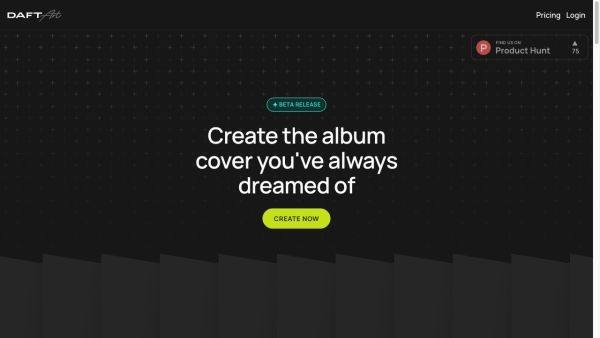 DAFT Art
Pricing Login
FIND US ON
Product Hunt
75
BETA RELEASE
Create the album
cover you've always
dreamed of
CREATE NOW